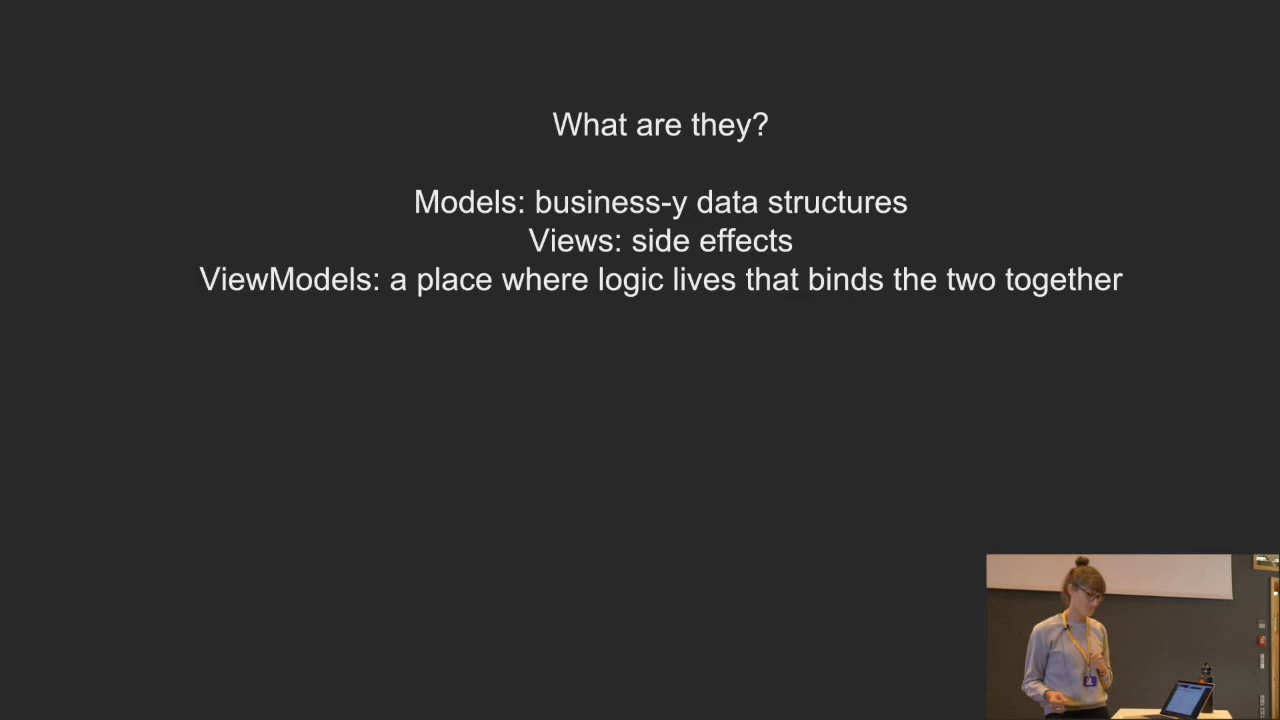 What are they?
Models: business-y data structures
Views: side effects
ViewModels: a place where logic lives that binds the two together